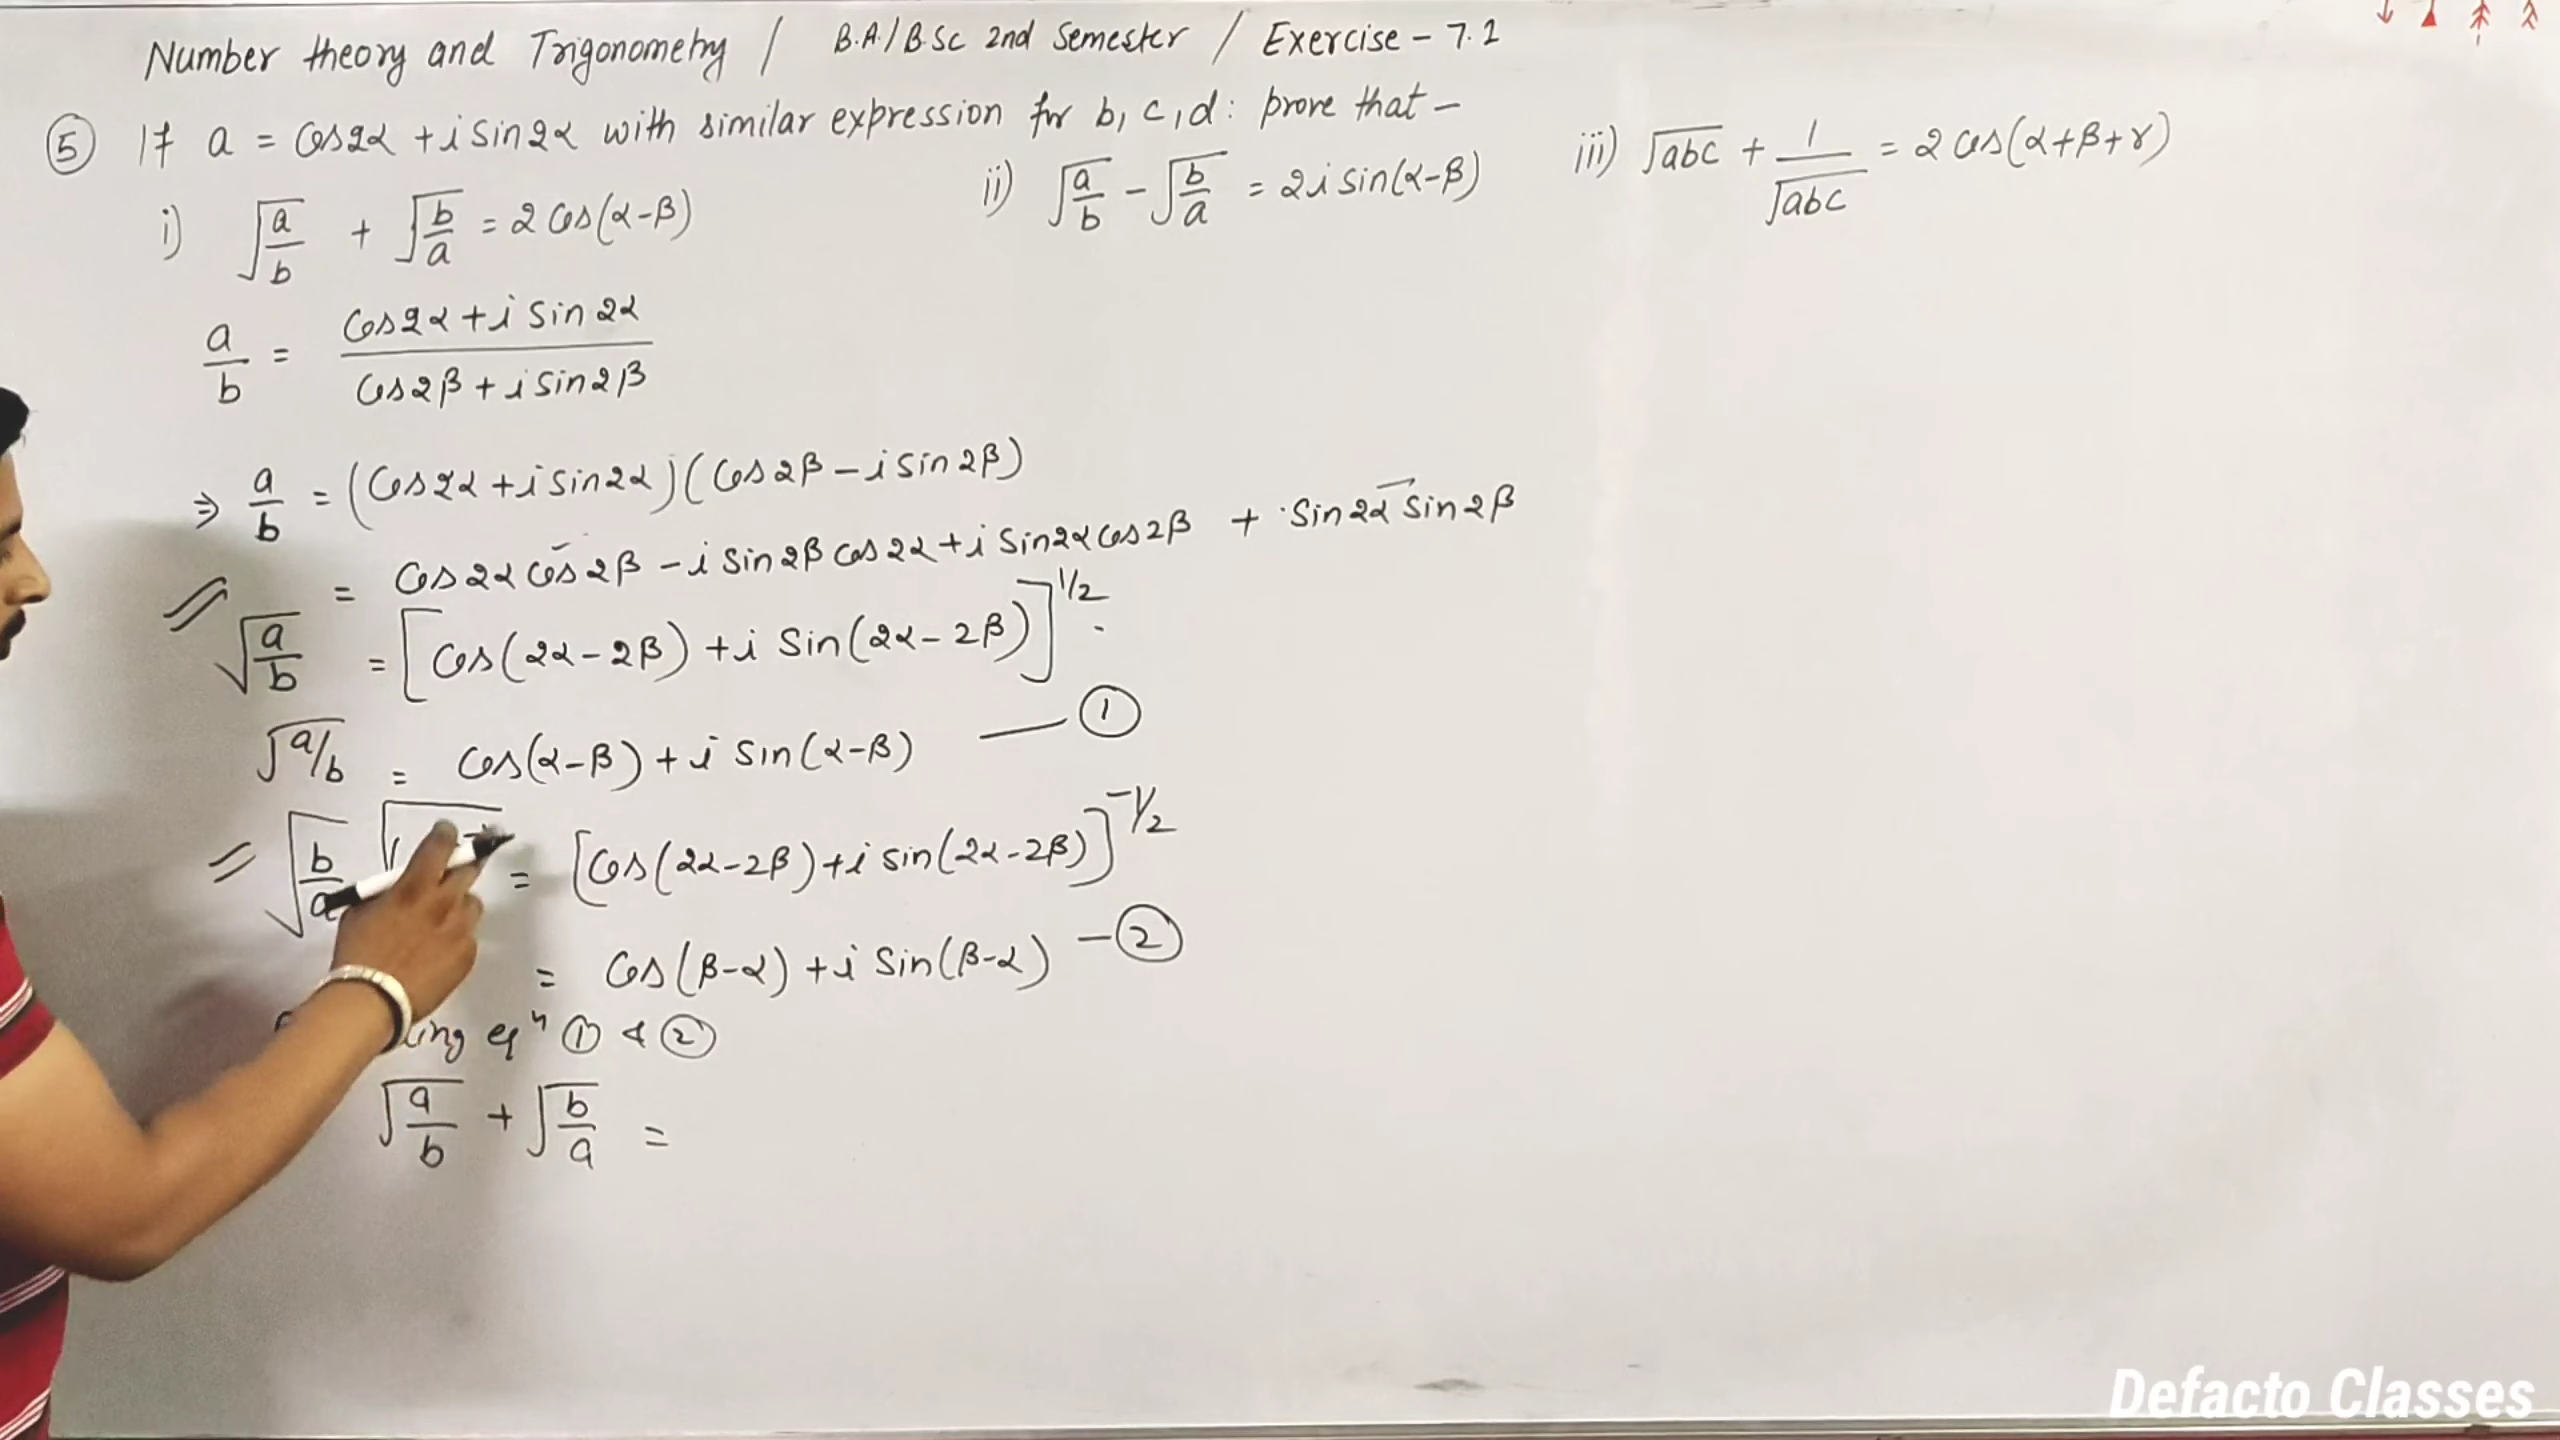 Number theory and Trigonometry / B.A./B.Sc 2nd Semester / Exercise - 7.1
⑤ If a = cos2α + i sin2α with similar expression for b, c, d : prove that -
i) √(a/b) + √(b/a) = 2 cos(α-β)
ii) √(a/b) - √(b/a) = 2i sin(α-β)
iii) √abc + 1/√abc = 2 cos(α+β+γ)
a/b = (cos2α + i sin2α)/(cos2β + i sin2β)
⇒ a/b = (cos2α + i sin2α)(cos2β - i sin2β)
= cos2α cos2β - i sin2β cos2α + i sin2α cos2β + sin2α sin2β
√(a/b) = [cos(2α-2β) + i sin(2α-2β)]^1/2
√a/b = cos(α-β) + i sin(α-β) — ①
√(b/a) = [cos(2α-2β) + i sin(2α-2β)]^-1/2
= cos(β-α) + i sin(β-α) - ②
eqⁿ ① & ②
√(a/b) + √(b/a) =
Defacto Classes